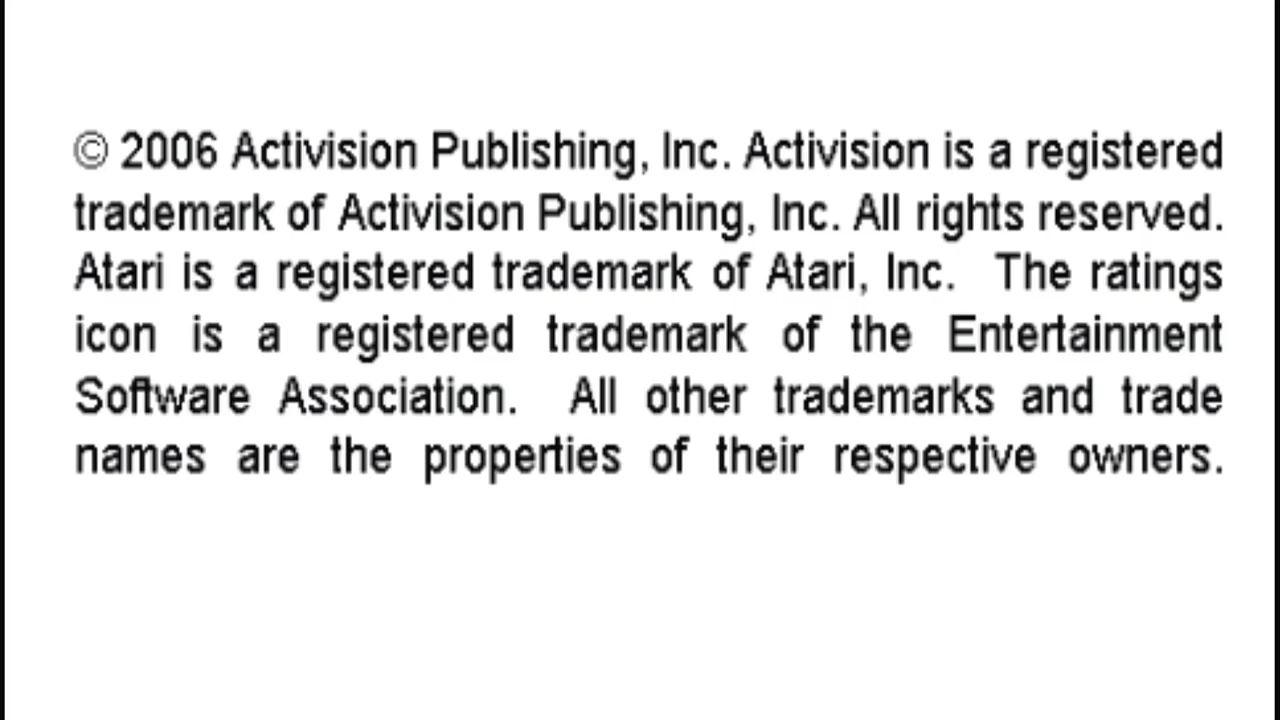 © 2006 Activision Publishing, Inc. Activision is a registered
trademark of Activision Publishing, Inc. All rights reserved.
Atari is a registered trademark of Atari, Inc.  The ratings
icon is a registered trademark of the Entertainment
Software Association.  All other trademarks and trade
names are the properties of their respective owners.